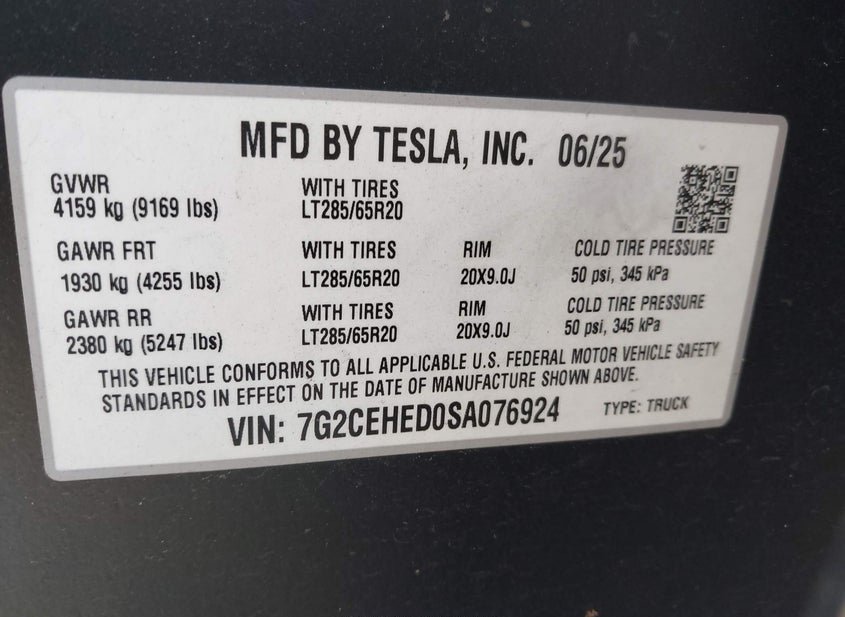 MFD BY TESLA, INC. 06/25
GVWR WITH TIRES
4159 kg (9169 lbs) LT285/65R20
GAWR FRT WITH TIRES RIM COLD TIRE PRESSURE
1930 kg (4255 lbs) LT285/65R20 20X9.0J 50 psi, 345 kPa
GAWR RR WITH TIRES RIM COLD TIRE PRESSURE
2380 kg (5247 lbs) LT285/65R20 20X9.0J 50 psi, 345 kPa
THIS VEHICLE CONFORMS TO ALL APPLICABLE U.S. FEDERAL MOTOR VEHICLE SAFETY
STANDARDS IN EFFECT ON THE DATE OF MANUFACTURE SHOWN ABOVE.
VIN: 7G2CEHED0SA076924 TYPE: TRUCK